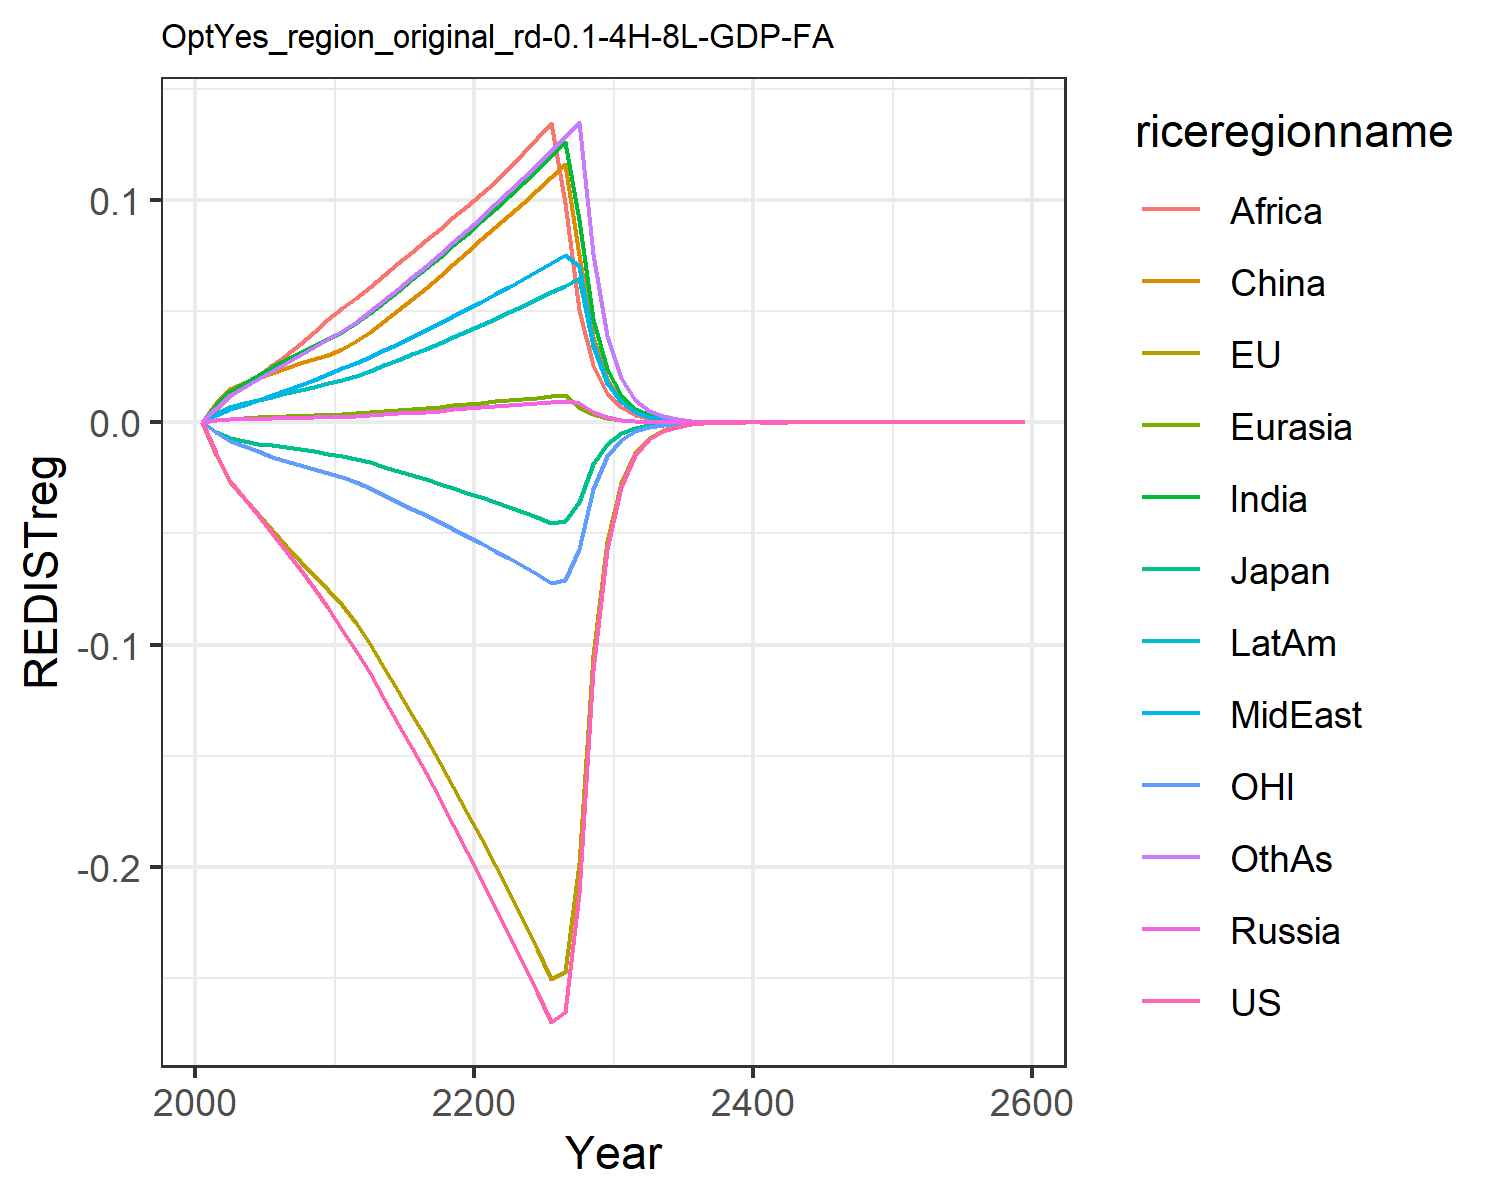 OptYes_region_original_rd-0.1-4H-8L-GDP-FA
REDISTreg
0.1
0.0
-0.1
-0.2
2000 2200 2400 2600
Year
riceregionname
Africa
China
EU
Eurasia
India
Japan
LatAm
MidEast
OHI
OthAs
Russia
US